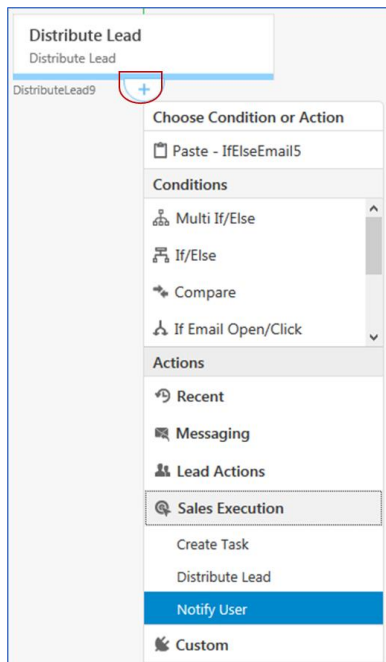 Distribute Lead
Distribute Lead
DistributeLead9
+
Choose Condition or Action
Paste - IfElseEmail5
Conditions
Multi If/Else
If/Else
Compare
If Email Open/Click
Actions
Recent
Messaging
Lead Actions
Sales Execution
Create Task
Distribute Lead
Notify User
Custom